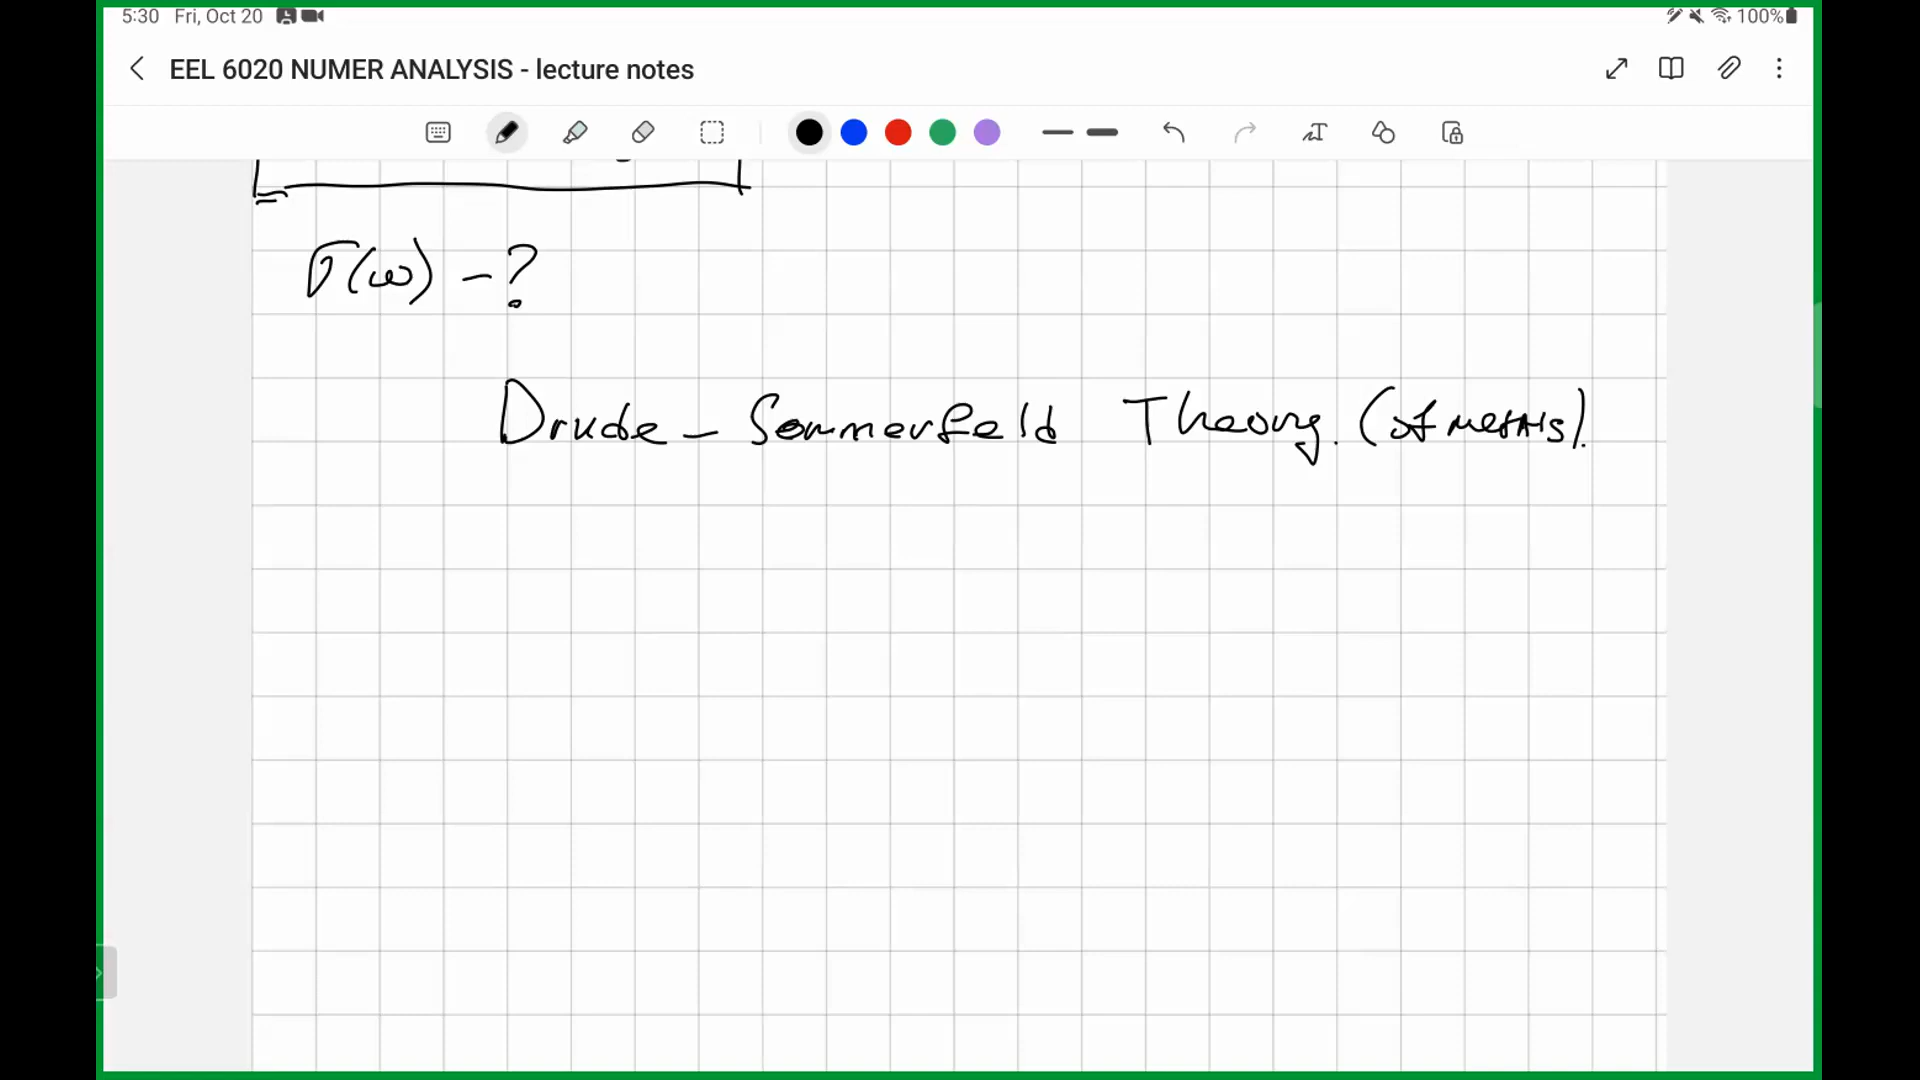 5:30 Fri, Oct 20 100%
EEL 6020 NUMER ANALYSIS - lecture notes
σ(ω) - ?
Drude - Sommerfeld Theory. (of metals).